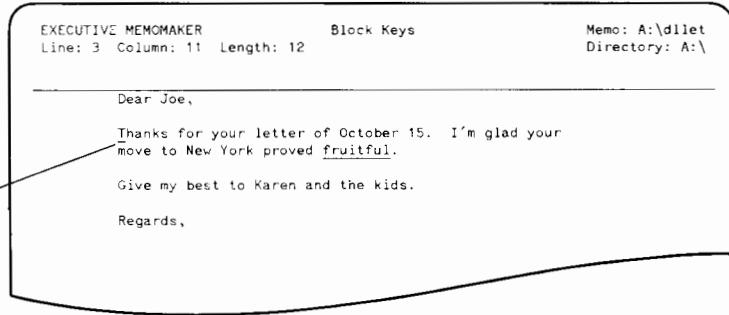 EXECUTIVE MEMOMAKER Block Keys Memo: A:\dllet
Line: 3 Column: 11 Length: 12 Directory: A:\
Dear Joe,
Thanks for your letter of October 15. I'm glad your
move to New York proved fruitful.
Give my best to Karen and the kids.
Regards,